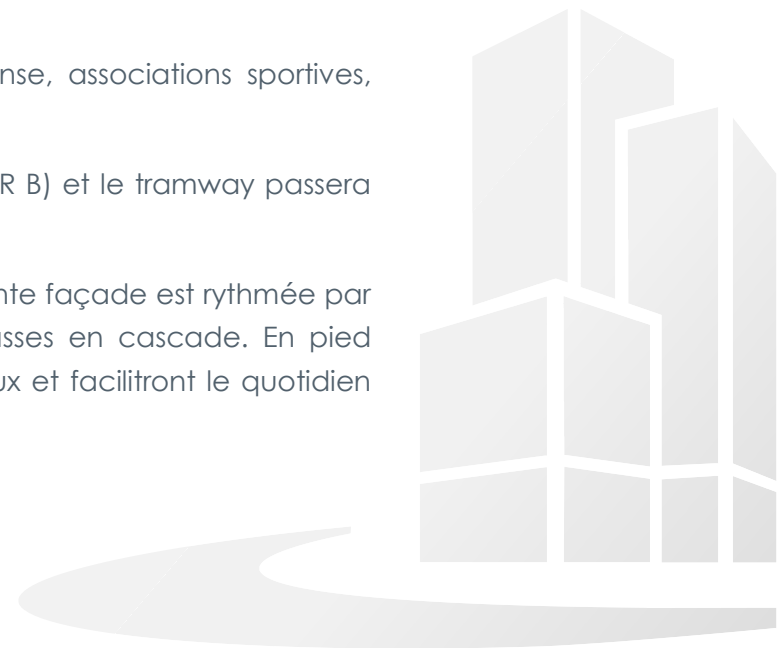 nse, associations sportives,
R B) et le tramway passera
nte façade est rythmée par
sses en cascade. En pied
ux et facilitront le quotidien